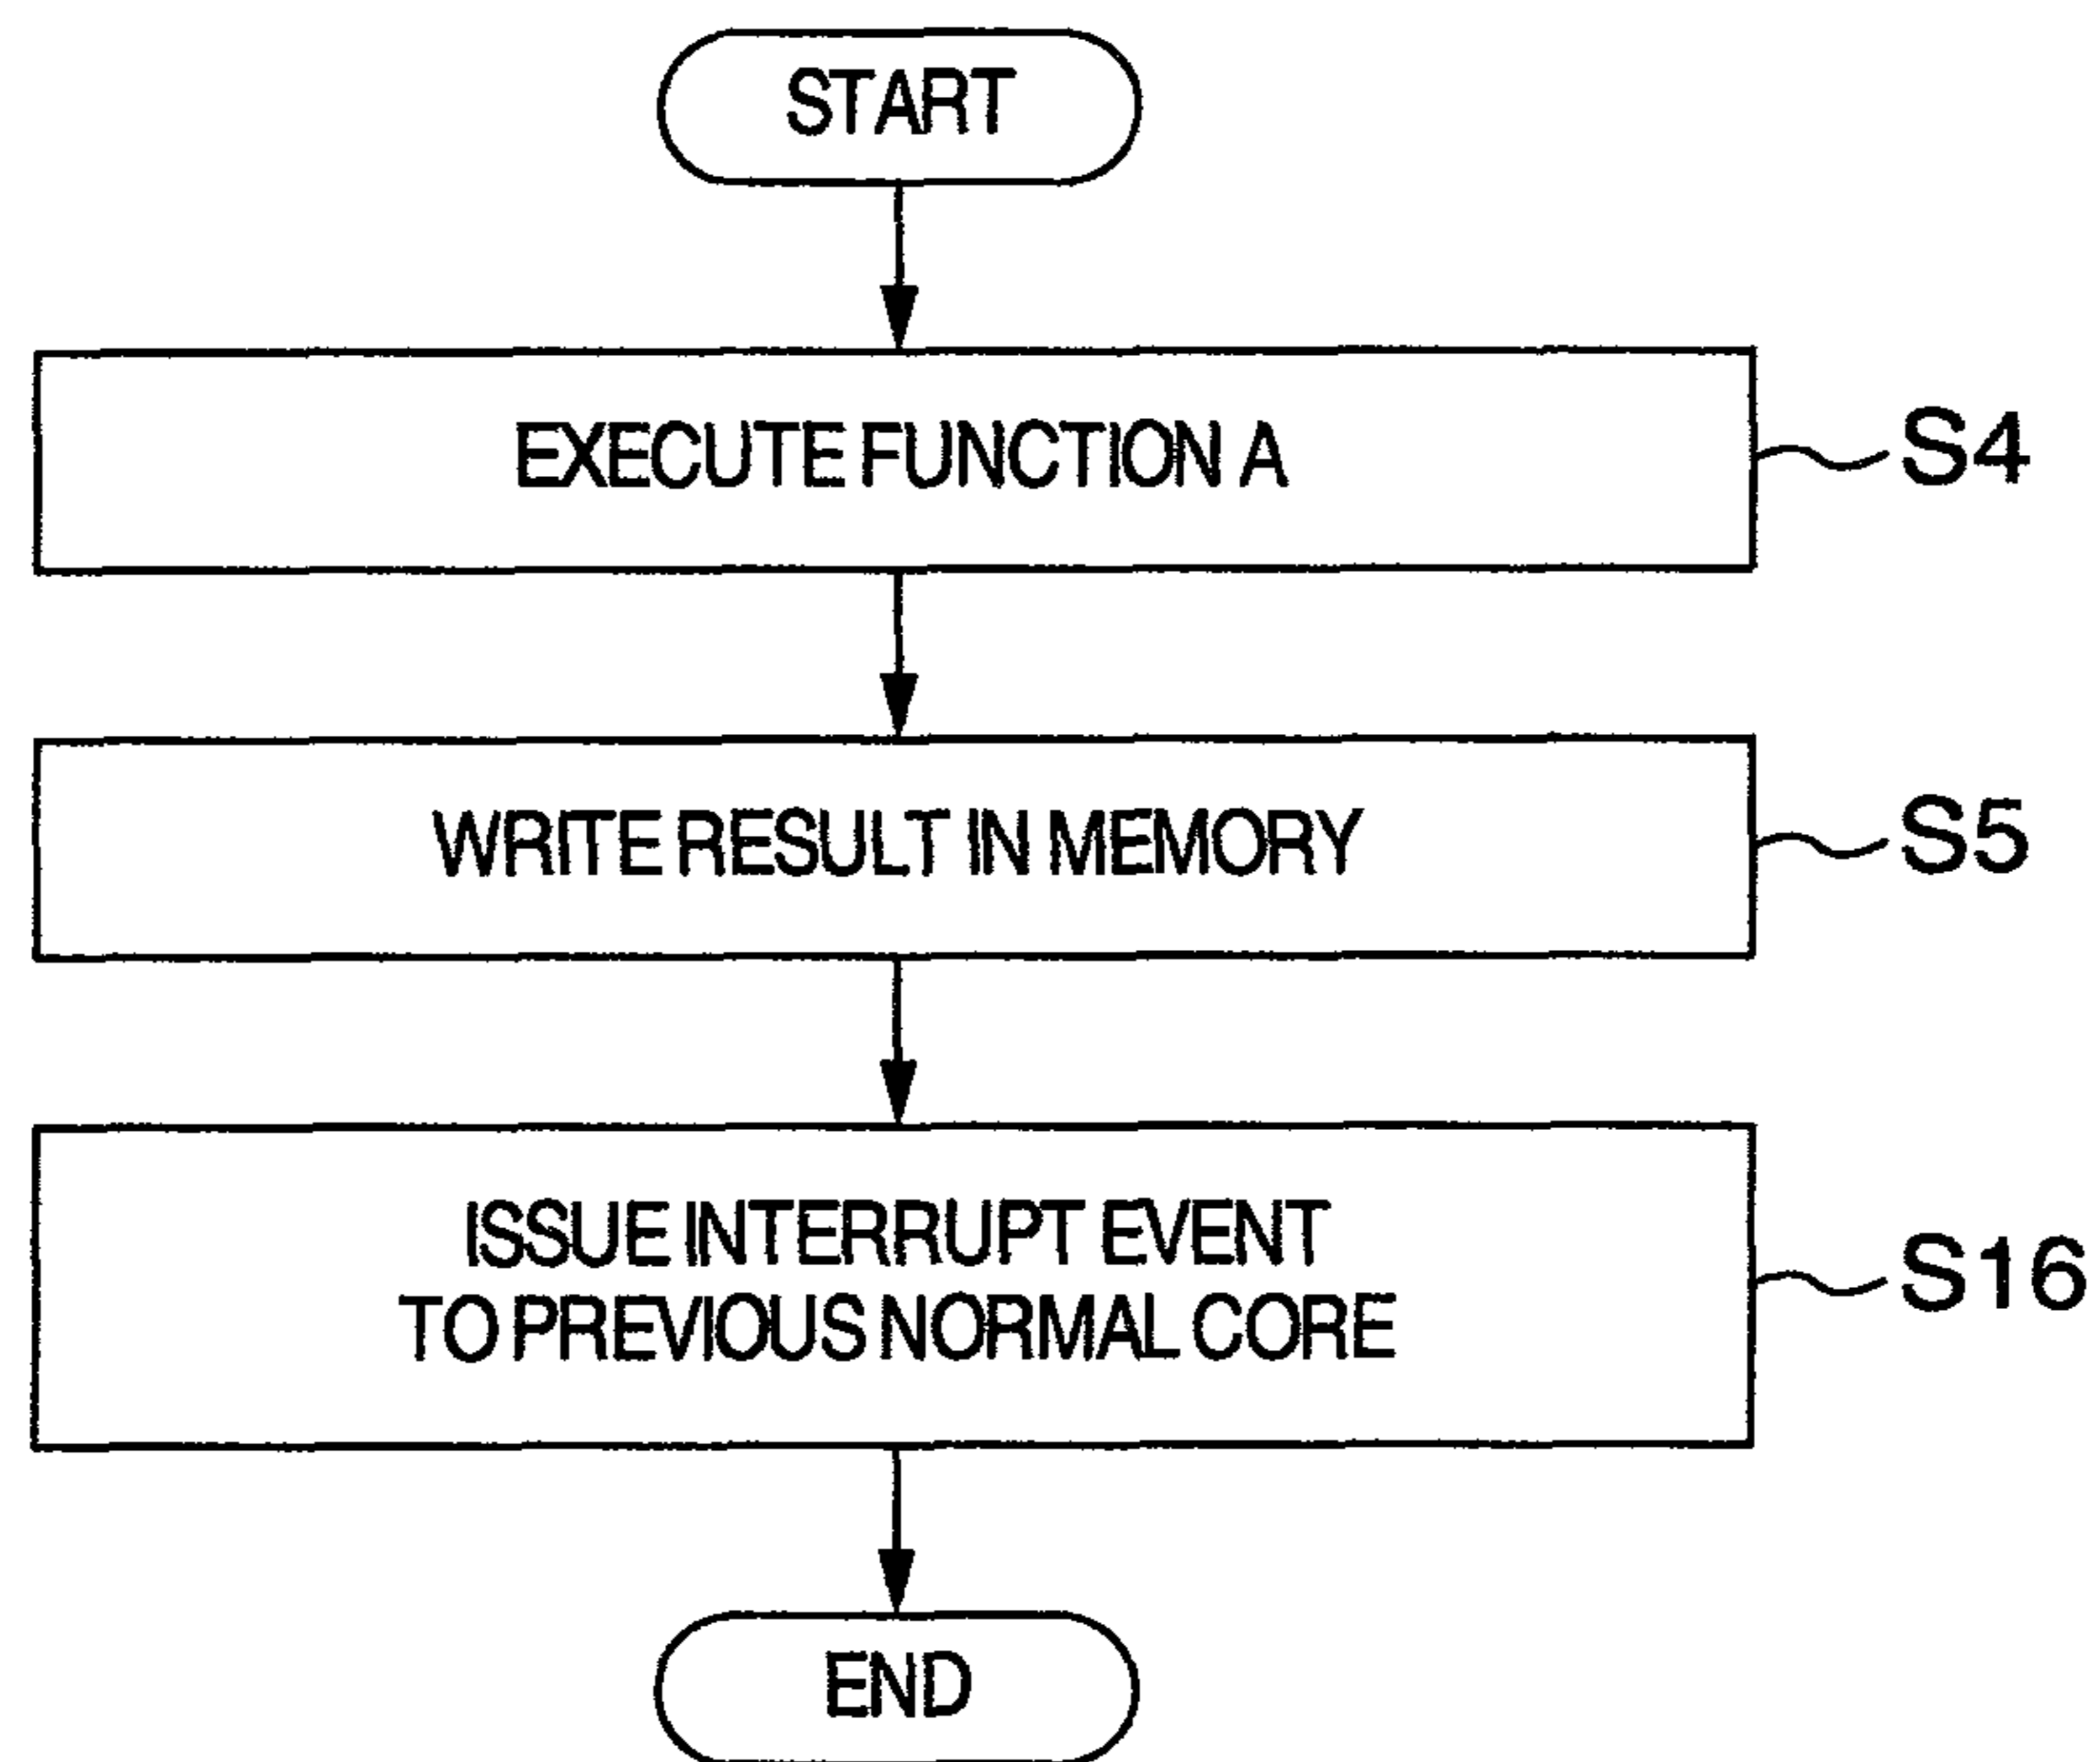 START
EXECUTE FUNCTION A
S4
WRITE RESULT IN MEMORY
S5
ISSUE INTERRUPT EVENT
TO PREVIOUS NORMAL CORE
S16
END